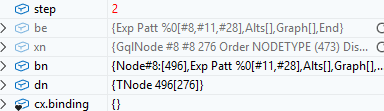 step 2
be {Exp Patt %0[#8,#11,#28],Alts[],Graph[],End}
xn {GqlNode #8 #8 276 Order NODETYPE (473) Dis...
bn {Node#8:[496],Exp Patt %0[#11,#28],Alts[],Graph[],...
dn {TNode 496[276]}
cx.binding {}